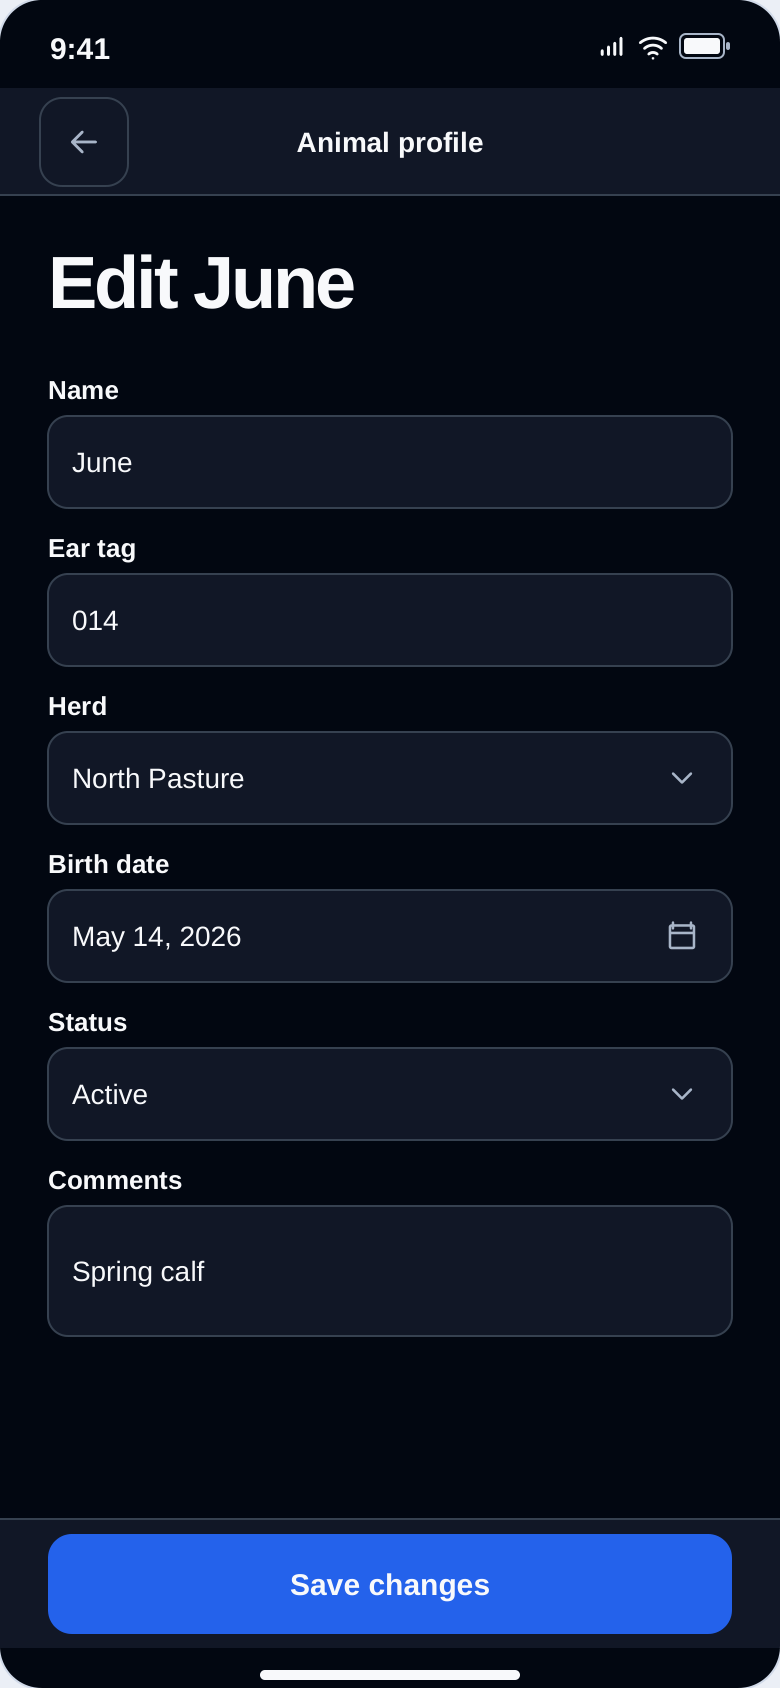 9:41
Animal profile
Edit June
Name
June
Ear tag
014
Herd
North Pasture
Birth date
May 14, 2026
Status
Active
Comments
Spring calf
Save changes